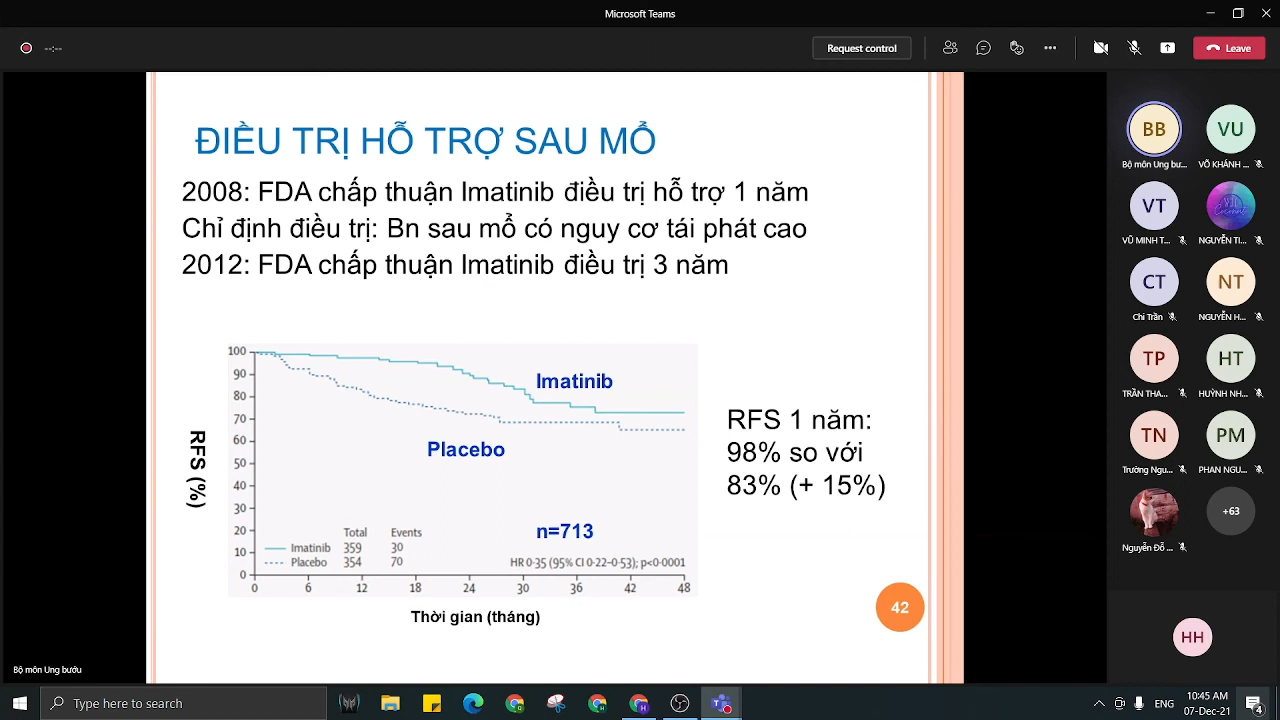 Microsoft Teams
--:--
Request control
Leave
ĐIỀU TRỊ HỖ TRỢ SAU MỔ
2008: FDA chấp thuận Imatinib điều trị hỗ trợ 1 năm
Chỉ định điều trị: Bn sau mổ có nguy cơ tái phát cao
2012: FDA chấp thuận Imatinib điều trị 3 năm
RFS (%)
100
90
80
70
60
50
40
30
20
10
0
Imatinib
Placebo
n=713
Total Events
Imatinib 359 30
Placebo 354 70
HR 0·35 (95% CI 0·22–0·53); p<0·0001
0 6 12 18 24 30 36 42 48
Thời gian (tháng)
RFS 1 năm:
98% so với
83% (+ 15%)
42
Bộ môn Ung bướu
BB VU
Bộ môn Ung bư... VÕ KHÁNH ...
VT
VŨ MINH T... NGUYỄN T...
CT NT
Chi Trần NGUYỄN H...
TP HT
TRẦN THA... HUỲNH NH...
TN PM
Trương Ngu... PHAN NGU...
+63
Nguyễn Đỗ ...
HH
Type here to search
ENG
10:45 AM
07-Dec-21